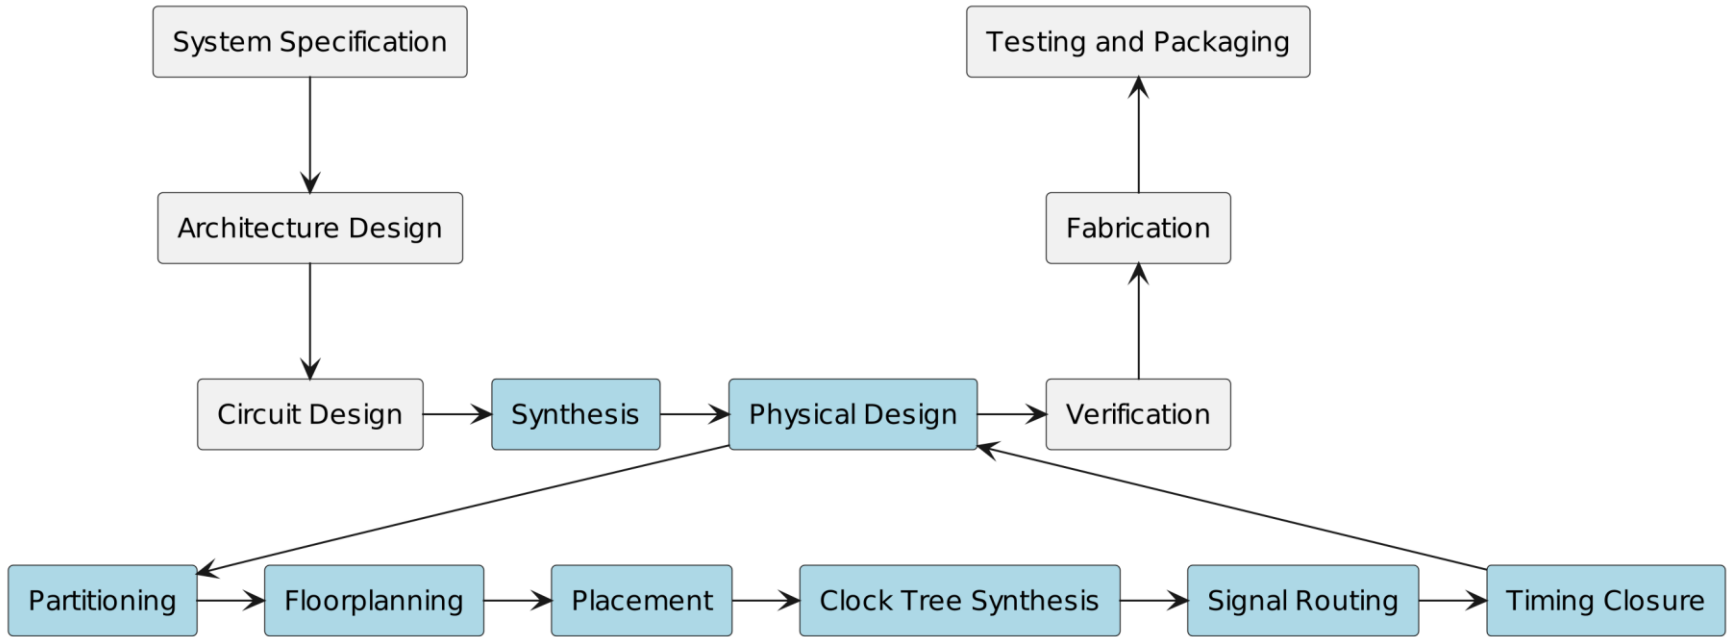 System Specification
Testing and Packaging
Architecture Design
Fabrication
Circuit Design
Synthesis
Physical Design
Verification
Partitioning
Floorplanning
Placement
Clock Tree Synthesis
Signal Routing
Timing Closure